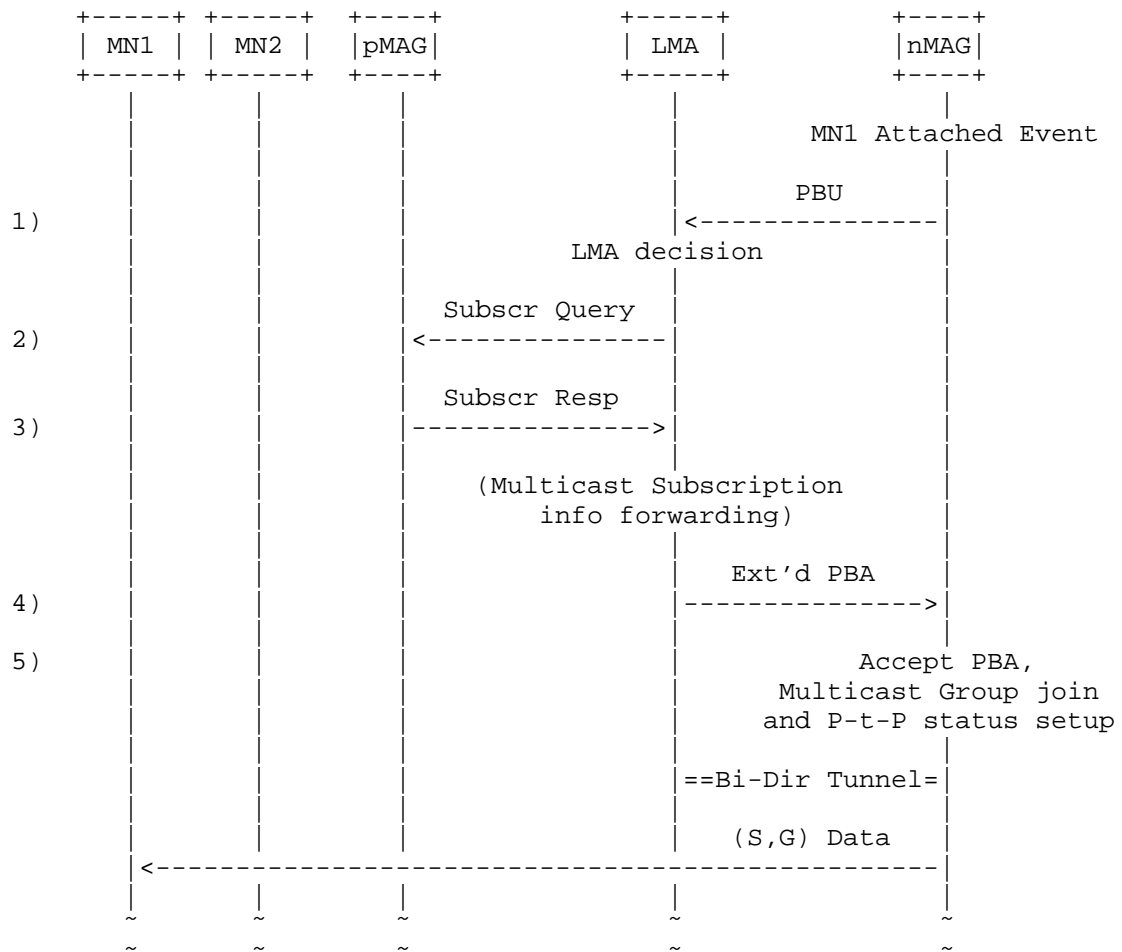 MN1 MN2 pMAG LMA nMAG
MN1 Attached Event
PBU
1)
LMA decision
Subscr Query
2)
Subscr Resp
3)
(Multicast Subscription
info forwarding)
Ext'd PBA
4)
5) Accept PBA,
Multicast Group join
and P-t-P status setup
==Bi-Dir Tunnel=
(S,G) Data